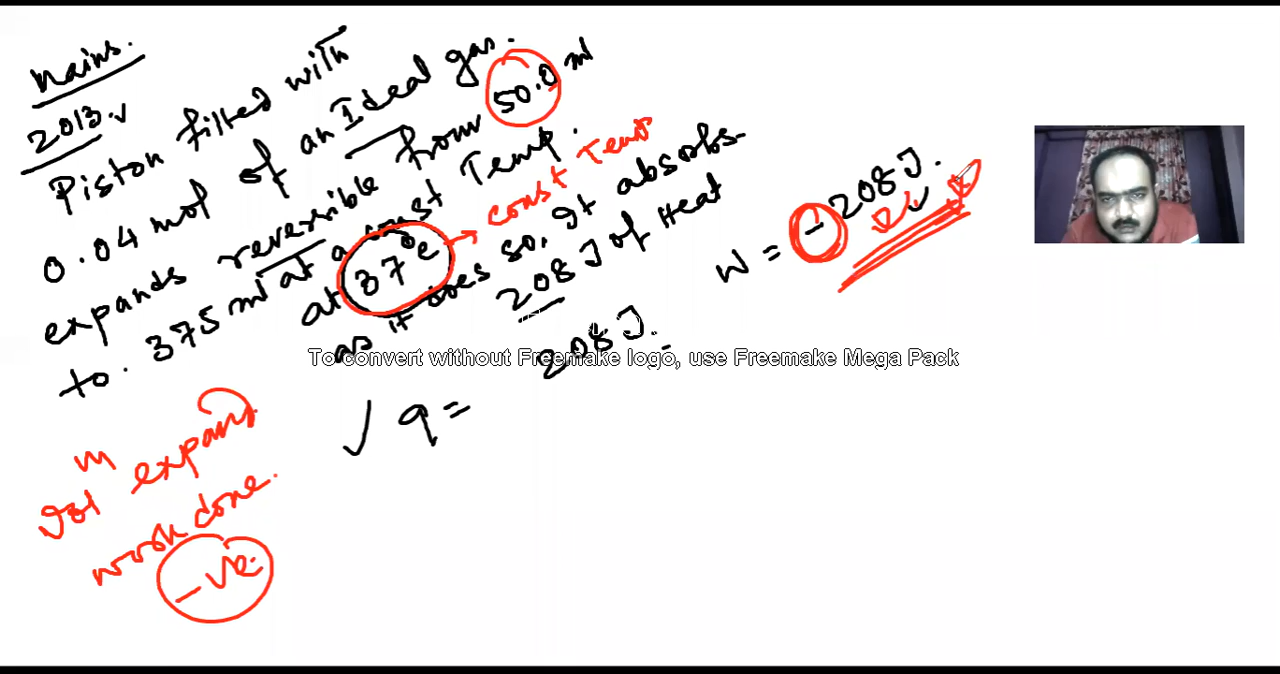 Mains.
2013.
Piston filled with
0.04 mol of an Ideal gas.
expands reversible from 50.0 ml
to. 375 ml at a const Temp.
at 37°C const Temp
as it does so, It absorbs
208 J of Heat
✓ q = 208 J.
w = -208 J.
To convert without Freemake logo, use Freemake Mega Pack
vol expand
work done.
-Ve.